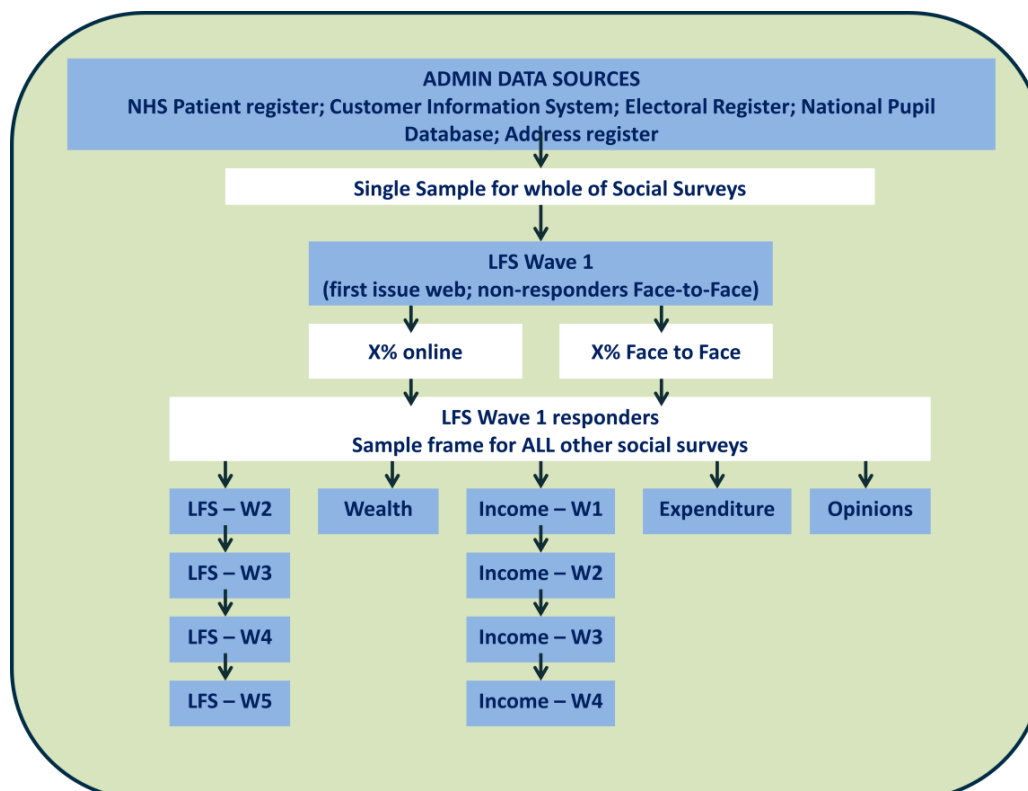 ADMIN DATA SOURCES
NHS Patient register; Customer Information System; Electoral Register; National Pupil
Database; Address register
Single Sample for whole of Social Surveys
LFS Wave 1
(first issue web; non-responders Face-to-Face)
X% online
X% Face to Face
LFS Wave 1 responders
Sample frame for ALL other social surveys
LFS – W2
Wealth
Income – W1
Expenditure
Opinions
LFS – W3
Income – W2
LFS – W4
Income – W3
LFS – W5
Income – W4